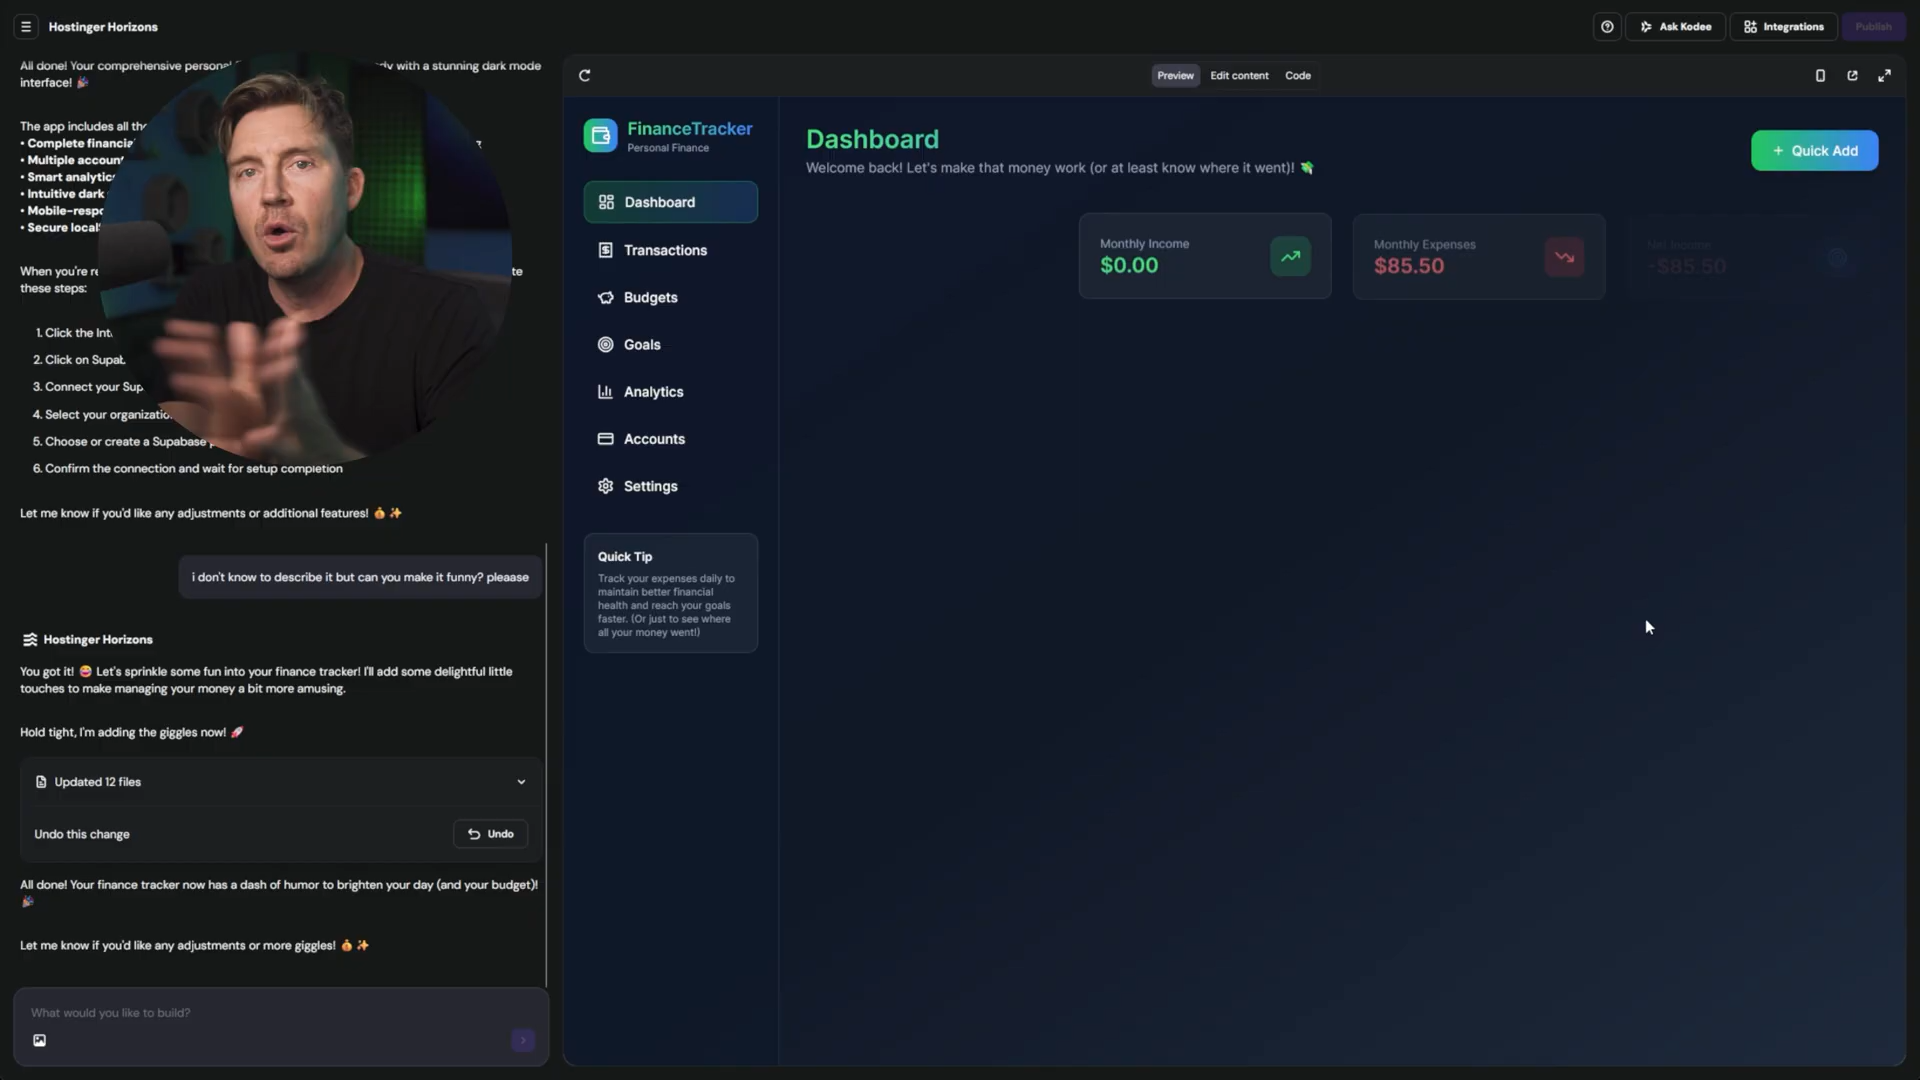 Hostinger Horizons
Ask Kodee
Integrations
Publish
All done! Your comprehensive personal
with a stunning dark mode
interface! 🎉
The app includes all
• Complete
• Multiple
• Smart
• Intuitive dark
•
• Secure
When you're
these steps:
1. Click the
2. Click on
3. Connect your
4. Select your
5. Choose or create a Supabase
6. Confirm the connection and wait for setup completion
Let me know if you'd like any adjustments or additional features! 💰✨
i don't know to describe it but can you make it funny? pleaase
Hostinger Horizons
You got it! 😄 Let's sprinkle some fun into your finance tracker! I'll add some delightful little
touches to make managing your money a bit more amusing.
Hold tight, I'm adding the giggles now! 🚀
Updated 12 files
Undo this change
Undo
All done! Your finance tracker now has a dash of humor to brighten your day (and your budget)!
🎉
Let me know if you'd like any adjustments or more giggles! 💰✨
What would you like to build?
Preview
Edit content
Code
FinanceTracker
Personal Finance
Dashboard
Transactions
Budgets
Goals
Analytics
Accounts
Settings
Quick Tip
Track your expenses daily to
maintain better financial
health and reach your goals
faster. (Or just to see where
all your money went!)
Dashboard
Welcome back! Let's make that money work (or at least know where it went)! 💸
+ Quick Add
Monthly Income
$0.00
Monthly Expenses
$85.50
Net Income
-$85.50